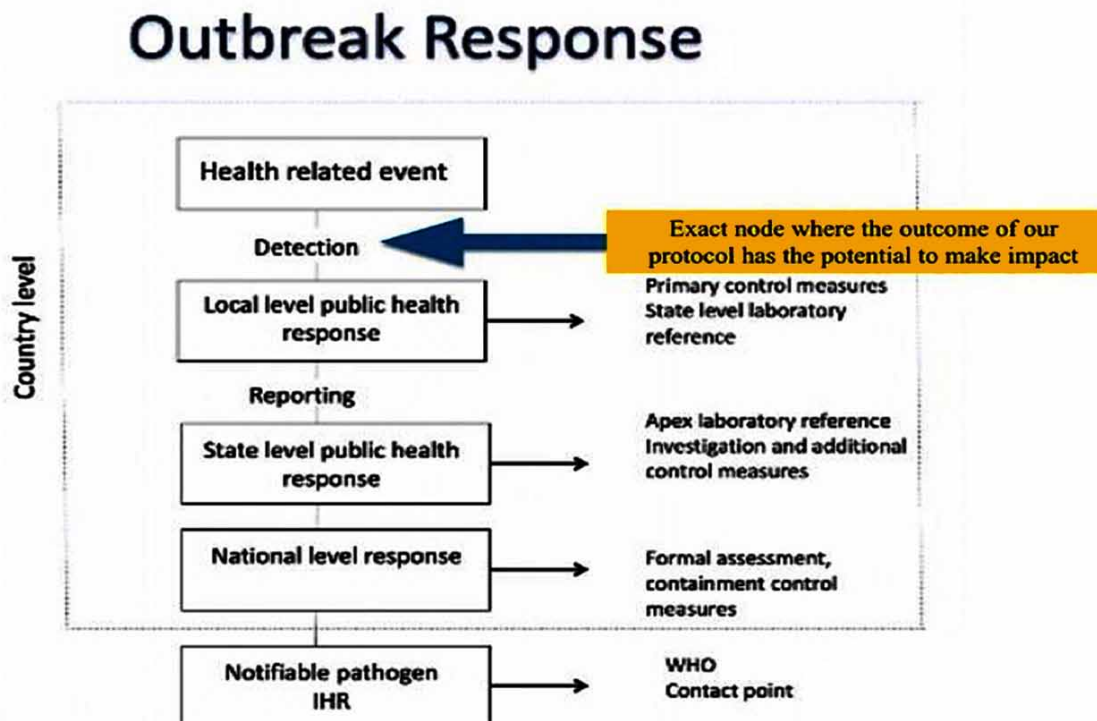 Outbreak Response
Country level
Health related event
Detection
Exact node where the outcome of our
protocol has the potential to make impact
Local level public health
response
Primary control measures
State level laboratory
reference
Reporting
State level public health
response
Apex laboratory reference
Investigation and additional
control measures
National level response
Formal assessment,
containment control
measures
Notifiable pathogen
IHR
WHO
Contact point